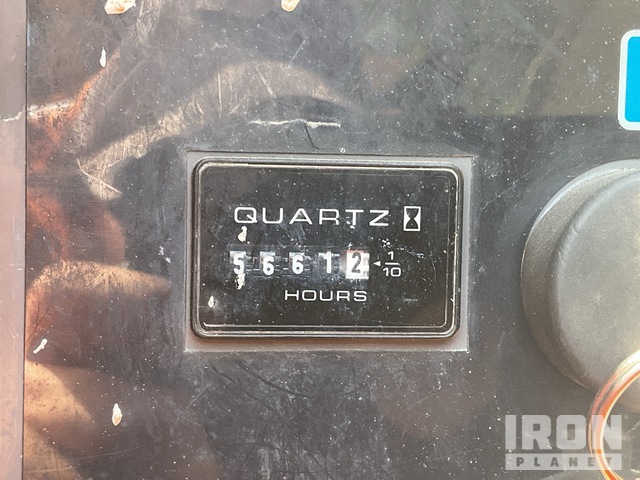 QUARTZ
56612 1/10
HOURS
IRON
PLANET